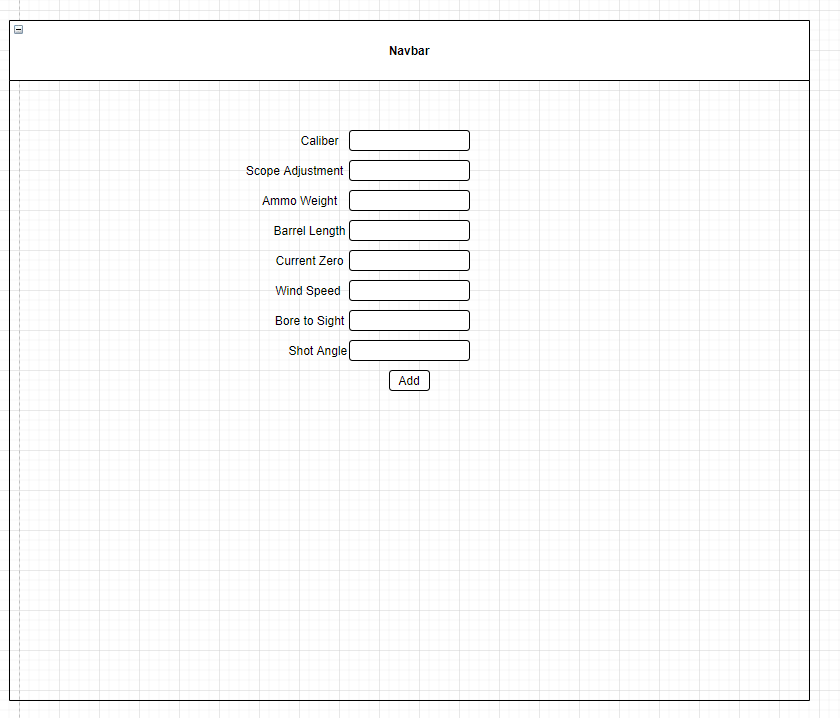 Navbar
Caliber
Scope Adjustment
Ammo Weight
Barrel Length
Current Zero
Wind Speed
Bore to Sight
Shot Angle
Add